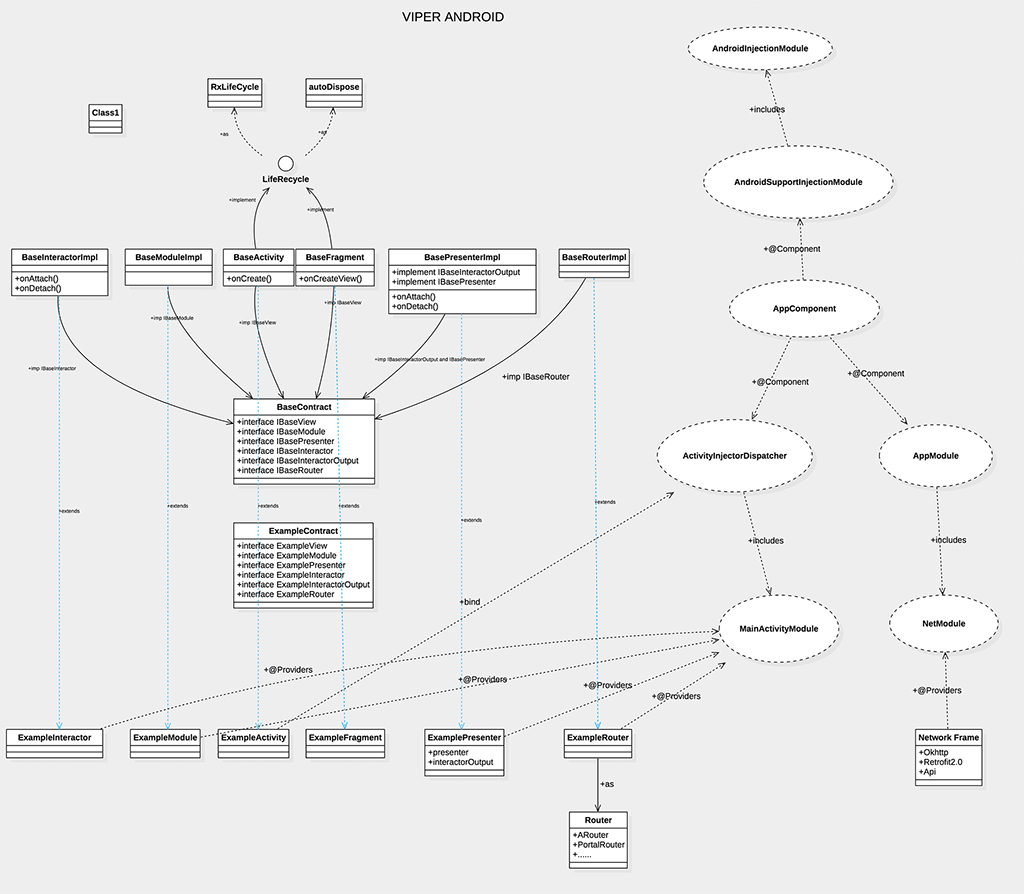 VIPER ANDROID
AndroidInjectionModule
RxLifeCycle
autoDispose
Class1
+includes
+as
+as
LifeRecycle
AndroidSupportInjectionModule
+implement
+implement
+@Component
BaseInteractorImpl
+onAttach()
+onDetach()
BaseModuleImpl
BaseActivity
+onCreate()
BaseFragment
+onCreateView()
BasePresenterImpl
+implement IBaseInteractorOutput
+implement IBasePresenter
+onAttach()
+onDetach()
BaseRouterImpl
AppComponent
+imp IBaseView
+imp IBaseModule
+imp IBaseView
+imp IBaseInteractor
+imp IBaseInteractorOutput and IBasePresenter
+imp IBaseRouter
+@Component
+@Component
BaseContract
+interface IBaseView
+interface IBaseModule
+interface IBasePresenter
+interface IBaseInteractor
+interface IBaseInteractorOutput
+interface IBaseRouter
ActivityInjectorDispatcher
AppModule
+extends
+extends
+extends
+extends
+extends
+extends
ExampleContract
+interface ExampleView
+interface ExampleModule
+interface ExamplePresenter
+interface ExampleInteractor
+interface ExampleInteractorOutput
+interface ExampleRouter
+includes
+includes
+bind
MainActivityModule
NetModule
+@Providers
+@Providers
+@Providers
+@Providers
+@Providers
ExampleInteractor
ExampleModule
ExampleActivity
ExampleFragment
ExamplePresenter
+presenter
+interactorOutput
ExampleRouter
Network Frame
+Okhttp
+Retrofit2.0
+Api
+as
Router
+ARouter
+PortalRouter
+......